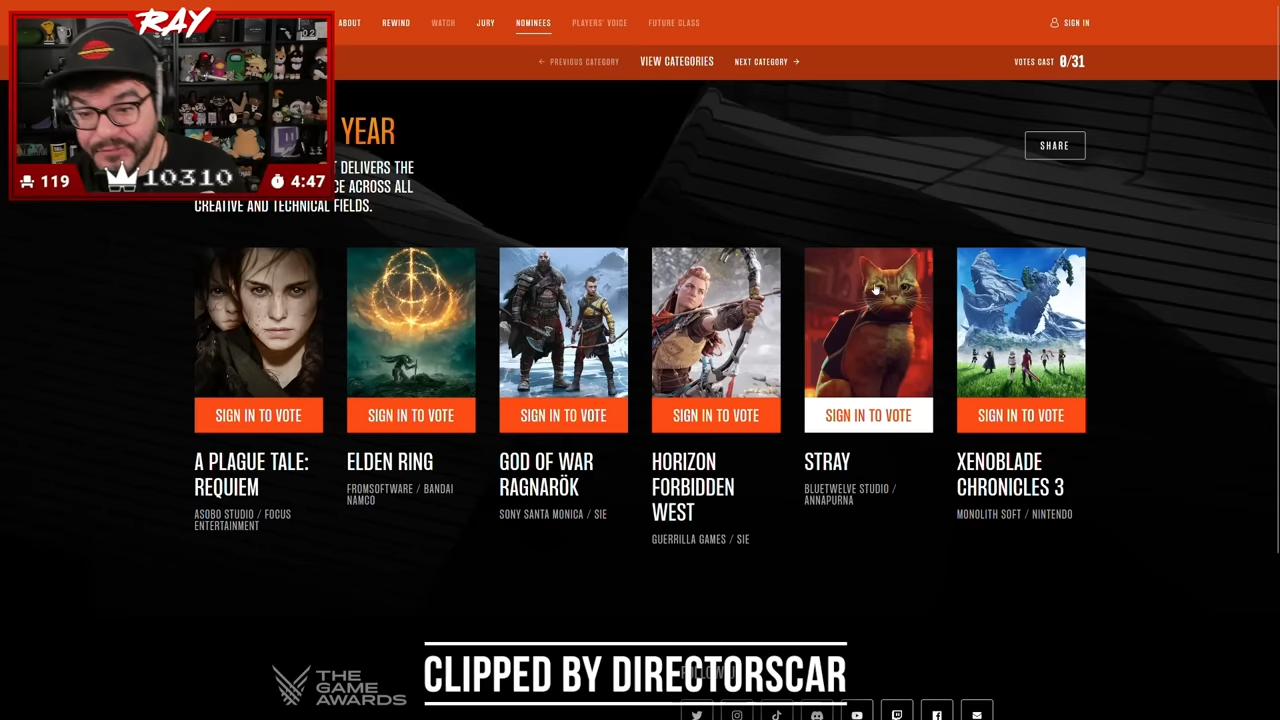 RAY
119
10310
4:47
ABOUT
REWIND
WATCH
JURY
NOMINEES
PLAYERS' VOICE
FUTURE CLASS
SIGN IN
PREVIOUS CATEGORY
VIEW CATEGORIES
NEXT CATEGORY
VOTES CAST 0/31
YEAR
DELIVERS THE
CE ACROSS ALL
CREATIVE AND TECHNICAL FIELDS.
SHARE
SIGN IN TO VOTE
SIGN IN TO VOTE
SIGN IN TO VOTE
SIGN IN TO VOTE
SIGN IN TO VOTE
SIGN IN TO VOTE
A PLAGUE TALE:
REQUIEM
ASOBO STUDIO / FOCUS
ENTERTAINMENT
ELDEN RING
FROMSOFTWARE / BANDAI
NAMCO
GOD OF WAR
RAGNARÖK
SONY SANTA MONICA / SIE
HORIZON
FORBIDDEN
WEST
GUERRILLA GAMES / SIE
STRAY
BLUETWELVE STUDIO /
ANNAPURNA
XENOBLADE
CHRONICLES 3
MONOLITH SOFT / NINTENDO
THE
GAME
AWARDS
CLIPPED BY DIRECTORSCAR